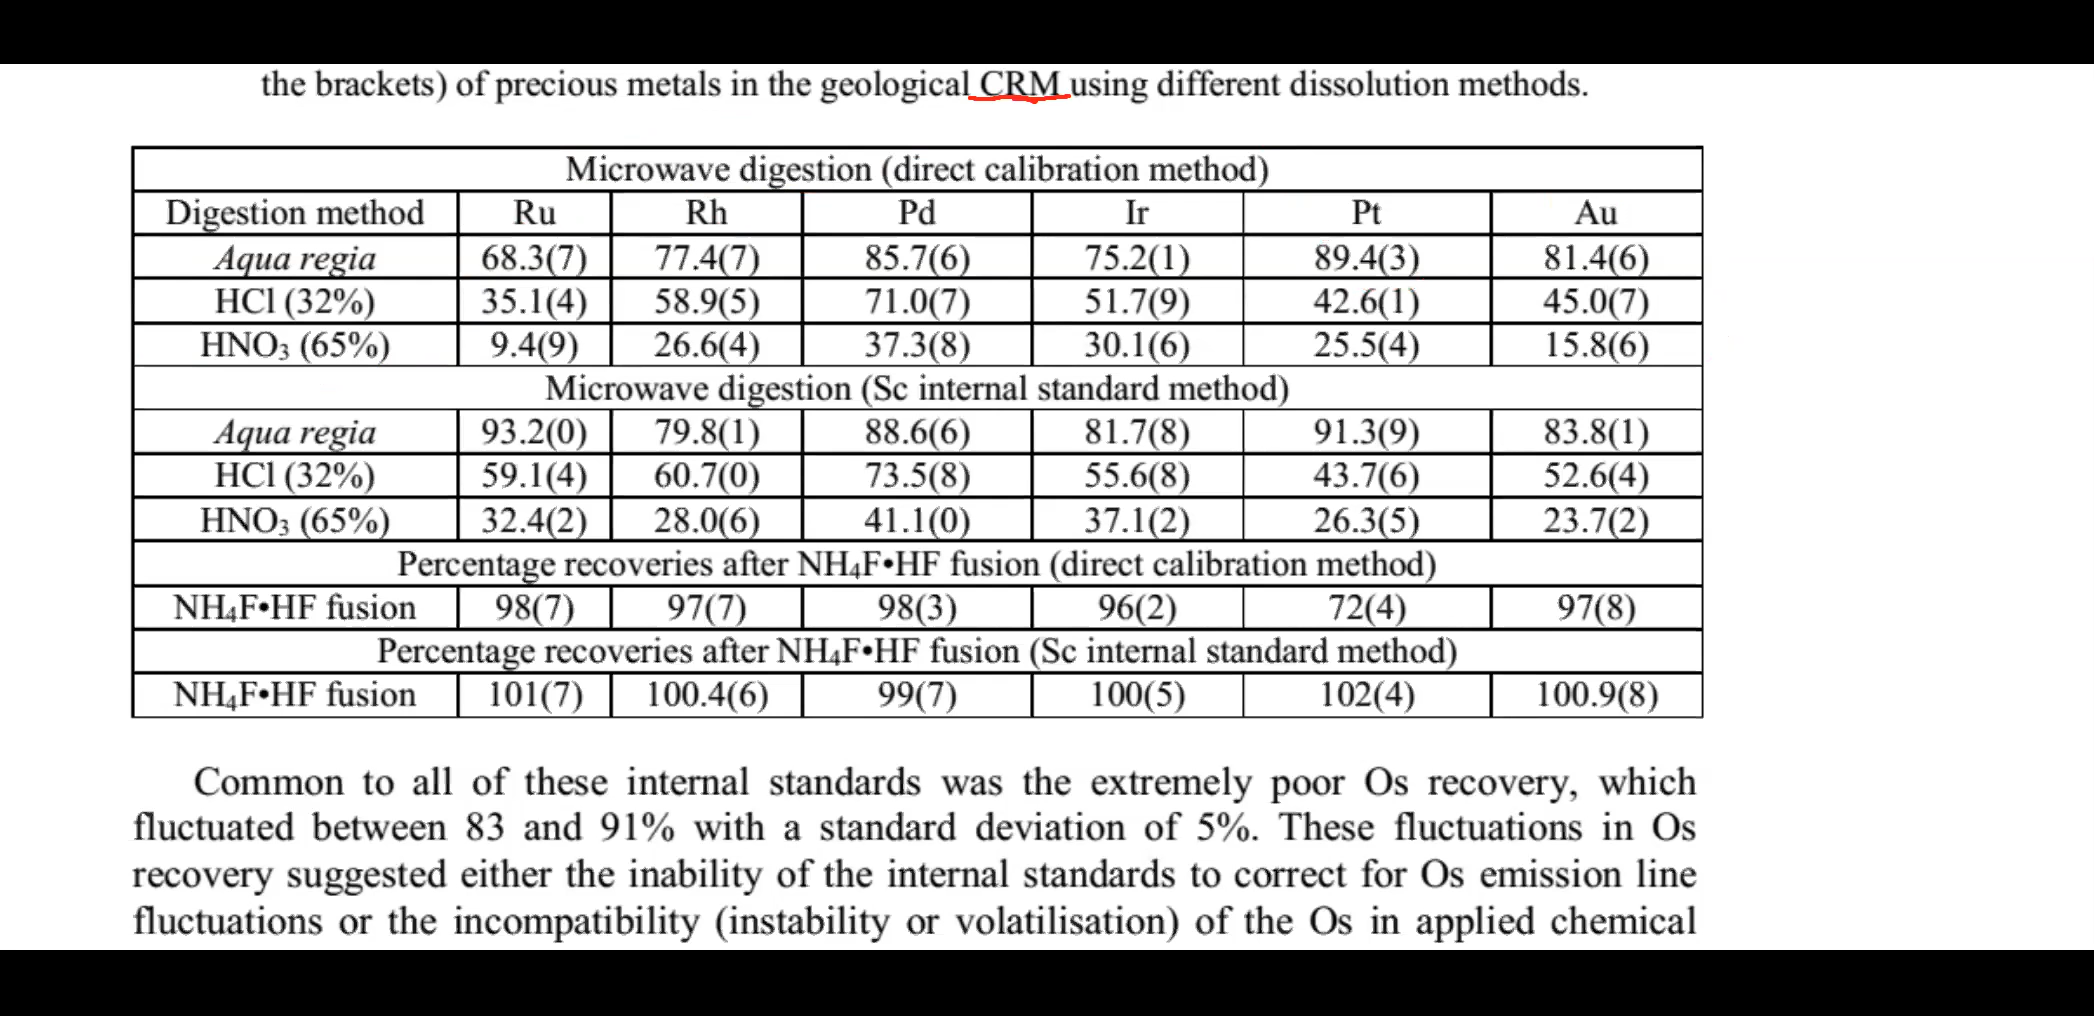 the brackets) of precious metals in the geological CRM using different dissolution methods.
Microwave digestion (direct calibration method)
Digestion method Ru Rh Pd Ir Pt Au
Aqua regia 68.3(7) 77.4(7) 85.7(6) 75.2(1) 89.4(3) 81.4(6)
HCl (32%) 35.1(4) 58.9(5) 71.0(7) 51.7(9) 42.6(1) 45.0(7)
HNO₃ (65%) 9.4(9) 26.6(4) 37.3(8) 30.1(6) 25.5(4) 15.8(6)
Microwave digestion (Sc internal standard method)
Aqua regia 93.2(0) 79.8(1) 88.6(6) 81.7(8) 91.3(9) 83.8(1)
HCl (32%) 59.1(4) 60.7(0) 73.5(8) 55.6(8) 43.7(6) 52.6(4)
HNO₃ (65%) 32.4(2) 28.0(6) 41.1(0) 37.1(2) 26.3(5) 23.7(2)
Percentage recoveries after NH₄F•HF fusion (direct calibration method)
NH₄F•HF fusion 98(7) 97(7) 98(3) 96(2) 72(4) 97(8)
Percentage recoveries after NH₄F•HF fusion (Sc internal standard method)
NH₄F•HF fusion 101(7) 100.4(6) 99(7) 100(5) 102(4) 100.9(8)
Common to all of these internal standards was the extremely poor Os recovery, which
fluctuated between 83 and 91% with a standard deviation of 5%. These fluctuations in Os
recovery suggested either the inability of the internal standards to correct for Os emission line
fluctuations or the incompatibility (instability or volatilisation) of the Os in applied chemical